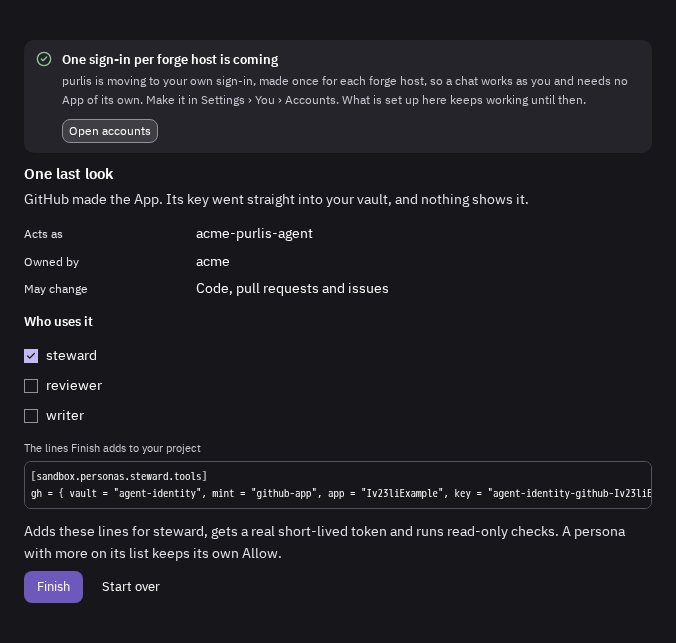 One sign-in per forge host is coming
purlis is moving to your own sign-in, made once for each forge host, so a chat works as you and needs no
App of its own. Make it in Settings › You › Accounts. What is set up here keeps working until then.
Open accounts
One last look
GitHub made the App. Its key went straight into your vault, and nothing shows it.
Acts as acme-purlis-agent
Owned by acme
May change Code, pull requests and issues
Who uses it
steward
reviewer
writer
The lines Finish adds to your project
[sandbox.personas.steward.tools]
gh = { vault = "agent-identity", mint = "github-app", app = "Iv23liExample", key = "agent-identity-github-Iv23liE
Adds these lines for steward, gets a real short-lived token and runs read-only checks. A persona
with more on its list keeps its own Allow.
Finish Start over